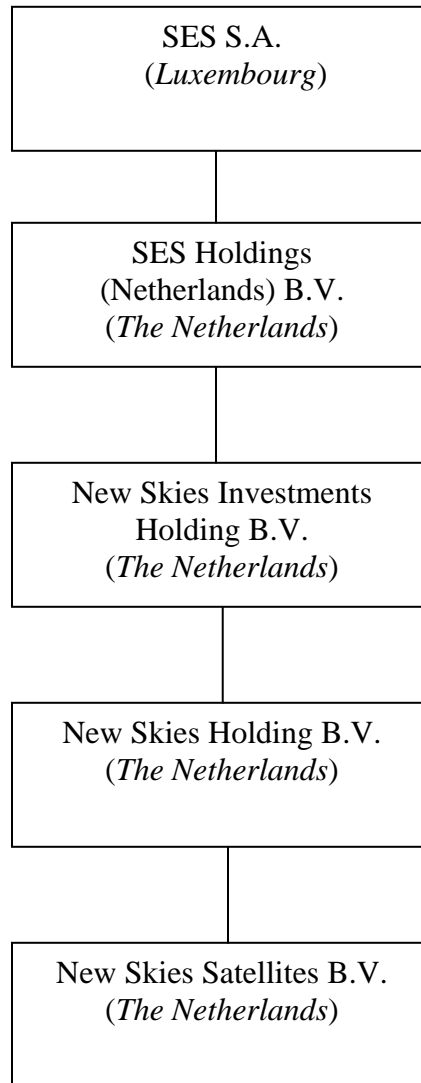 SES S.A.
(Luxembourg)
SES Holdings
(Netherlands) B.V.
(The Netherlands)
New Skies Investments
Holding B.V.
(The Netherlands)
New Skies Holding B.V.
(The Netherlands)
New Skies Satellites B.V.
(The Netherlands)